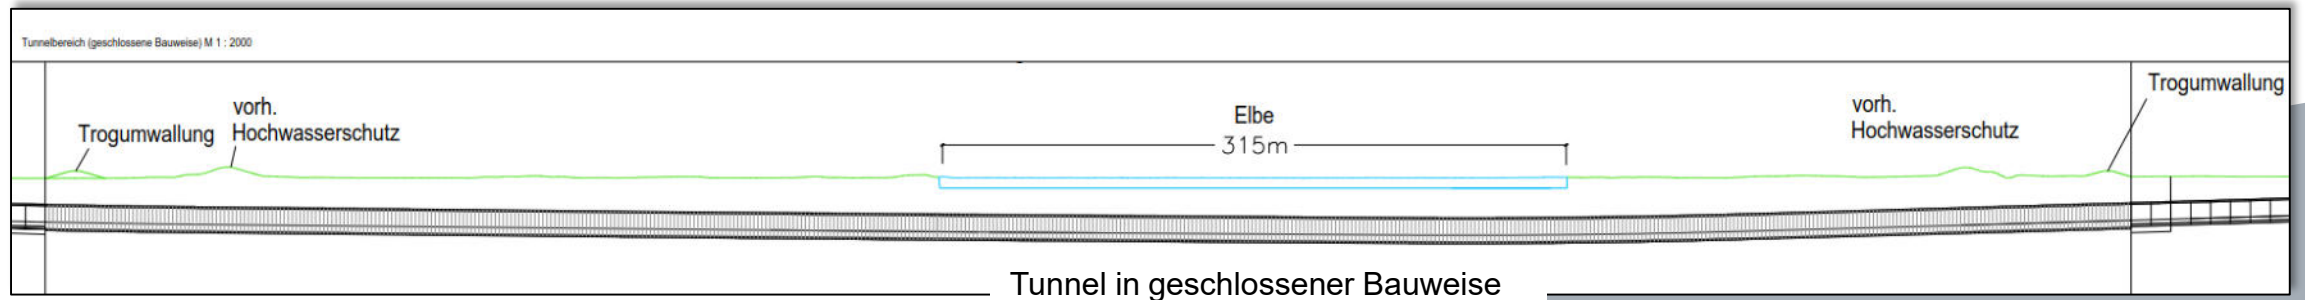 Tunnelbereich (geschlossene Bauweise) M 1 : 2000
Trogumwallung
vorh.
Hochwasserschutz
Elbe
315m
vorh.
Hochwasserschutz
Trogumwallung
Tunnel in geschlossener Bauweise